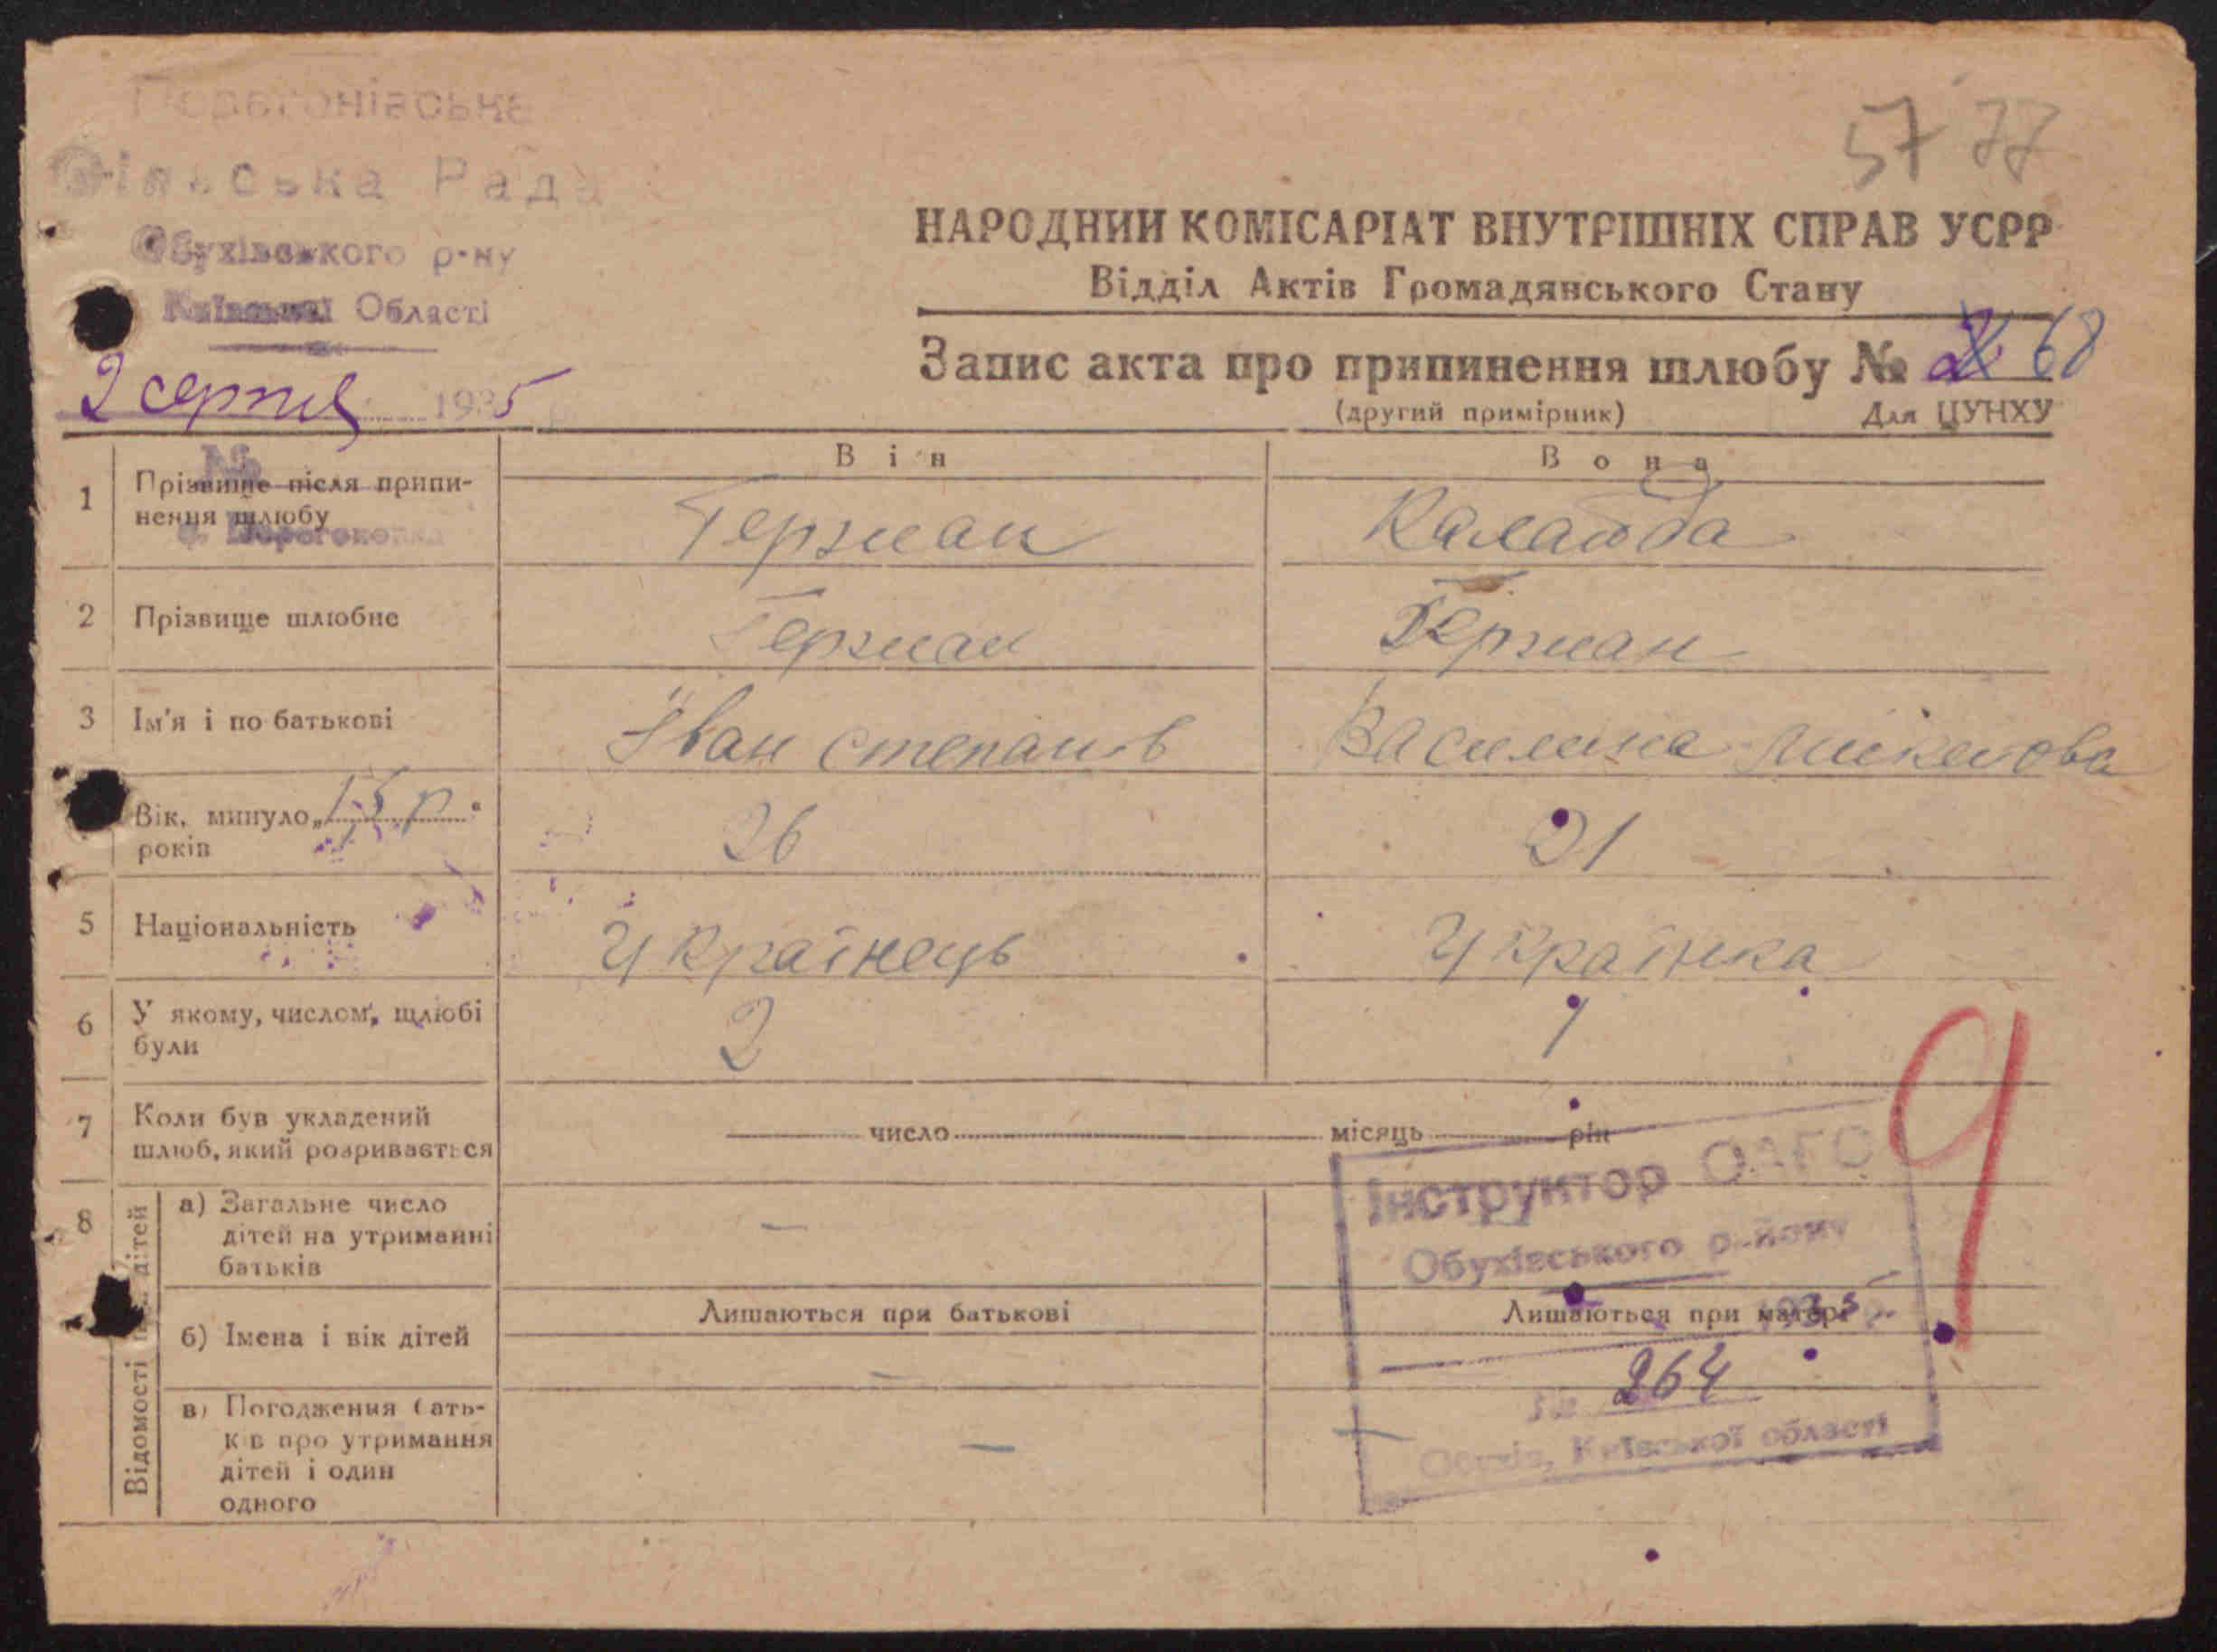 Сільська Рада
Обухівського р-ну
Київської Області
2 серпня 1935
57 77
НАРОДНИЙ КОМІСАРІАТ ВНУТРІШНІХ СПРАВ УСРР
Відділ Актів Громадянського Стану
Запис акта про припинення шлюбу № 68
(другий примірник) Для ЦУНХУ
Він Вона
1 Прізвище після припинення шлюбу Герман Калайда
2 Прізвище шлюбне Герман Герман
3 Ім'я і по батькові Іван Степанів Василина
Вік, минуло „15 р." років 26 21
5 Національність Українець Українка
6 У якому, числом, шлюбі були 2 1
7 Коли був укладений шлюб, який розривається число місяць рік
8 Відомості дітей
а) Загальне число дітей на утриманні батьків —
б) Імена і вік дітей Лишаються при батькові — Лишаються при матері
в) Погодження батьків про утримання дітей і один одного —
Інструктор ОАГС
Обухівського району
1935 р.
№ 264
Обухів, Київської області
9